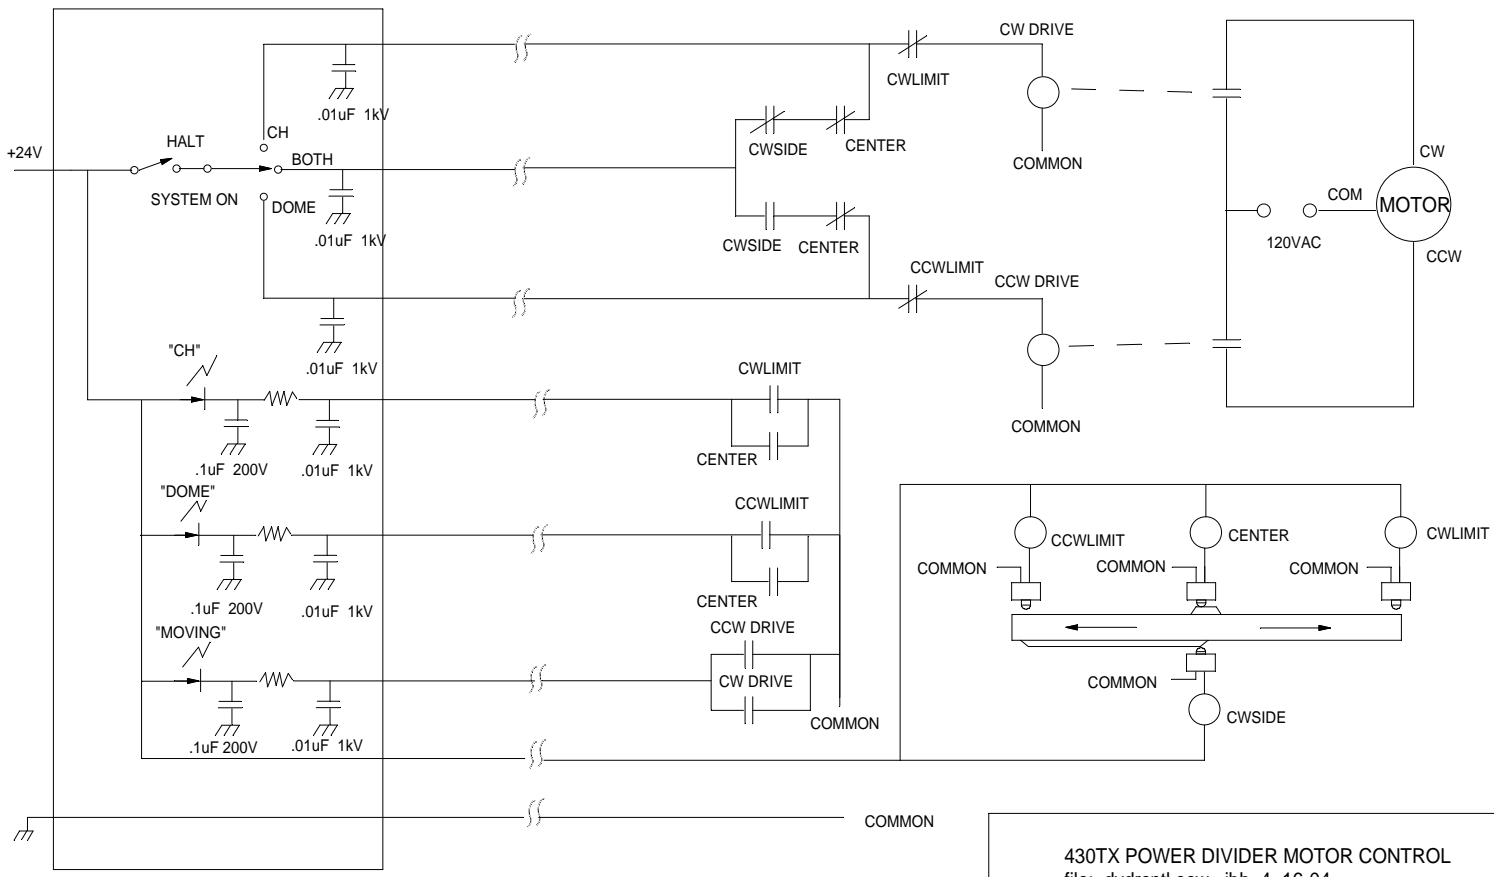 CW DRIVE
CWLIMIT
.01uF 1kV
CH
HALT
+24V
BOTH
CWSIDE
CENTER
COMMON
CW
SYSTEM ON
DOME
COM
MOTOR
.01uF 1kV
CWSIDE
CENTER
120VAC
CCW
CCWLIMIT
CCW DRIVE
"CH"
.01uF 1kV
CWLIMIT
COMMON
CENTER
.1uF 200V
.01uF 1kV
"DOME"
CCWLIMIT
CCWLIMIT
CENTER
CWLIMIT
COMMON
COMMON
COMMON
.1uF 200V
.01uF 1kV
CENTER
"MOVING"
CCW DRIVE
CW DRIVE
COMMON
CWSIDE
COMMON
.1uF 200V
.01uF 1kV
COMMON
430TX POWER DIVIDER MOTOR CONTROL